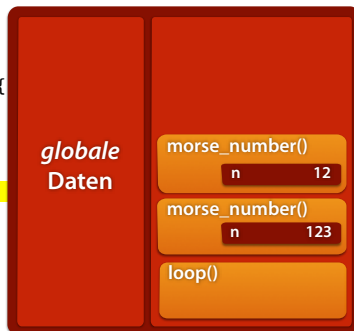 {
globale
Daten
morse_number()
n 12
morse_number()
n 123
loop()